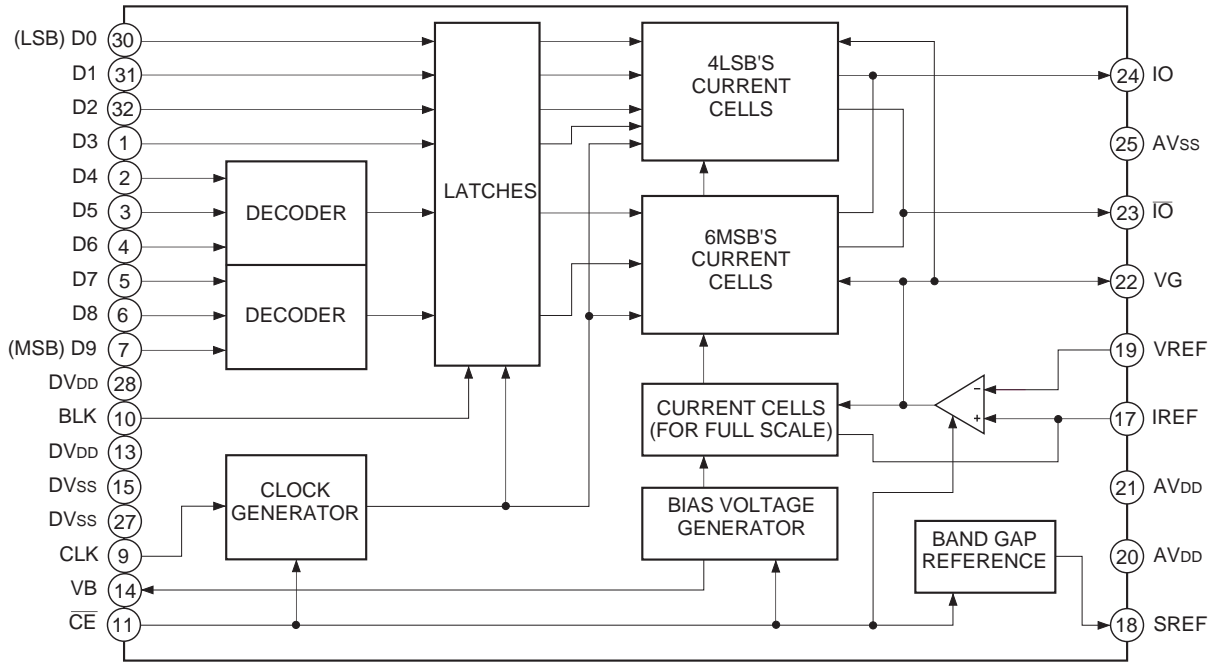 (LSB) D0 30
D1 31
D2 32
D3 1
D4 2
D5 3
D6 4
D7 5
D8 6
(MSB) D9 7
DVDD 28
BLK 10
DVDD 13
DVSS 15
DVSS 27
CLK 9
VB 14
CE 11
DECODER
DECODER
CLOCK
GENERATOR
LATCHES
4LSB'S
CURRENT
CELLS
6MSB'S
CURRENT
CELLS
CURRENT CELLS
(FOR FULL SCALE)
BIAS VOLTAGE
GENERATOR
-
+
BAND GAP
REFERENCE
24 IO
25 AVSS
23 IO
22 VG
19 VREF
17 IREF
21 AVDD
20 AVDD
18 SREF